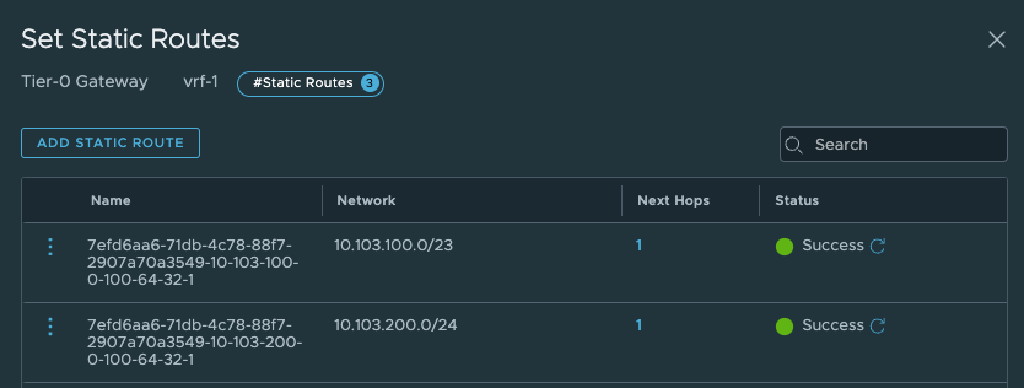 Set Static Routes
Tier-0 Gateway vrf-1 #Static Routes 3
ADD STATIC ROUTE
Search
Name Network Next Hops Status
7efd6aa6-71db-4c78-88f7- 10.103.100.0/23 1 Success
2907a70a3549-10-103-100-
0-100-64-32-1
7efd6aa6-71db-4c78-88f7- 10.103.200.0/24 1 Success
2907a70a3549-10-103-200-
0-100-64-32-1